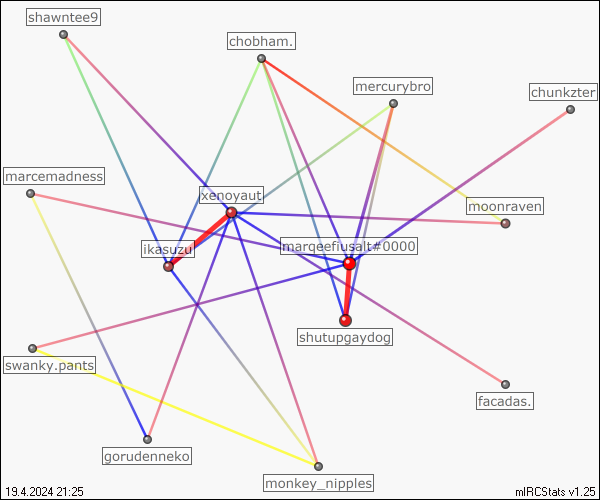 shawntee9
chobham.
mercurybro
chunkzter
marcemadness
xenoyaut
moonraven
ikasuzu
marqeefiusalt#0000
shutupgaydog
swanky.pants
facadas.
gorudenneko
monkey_nipples
19.4.2024 21:25
mIRCStats v1.25